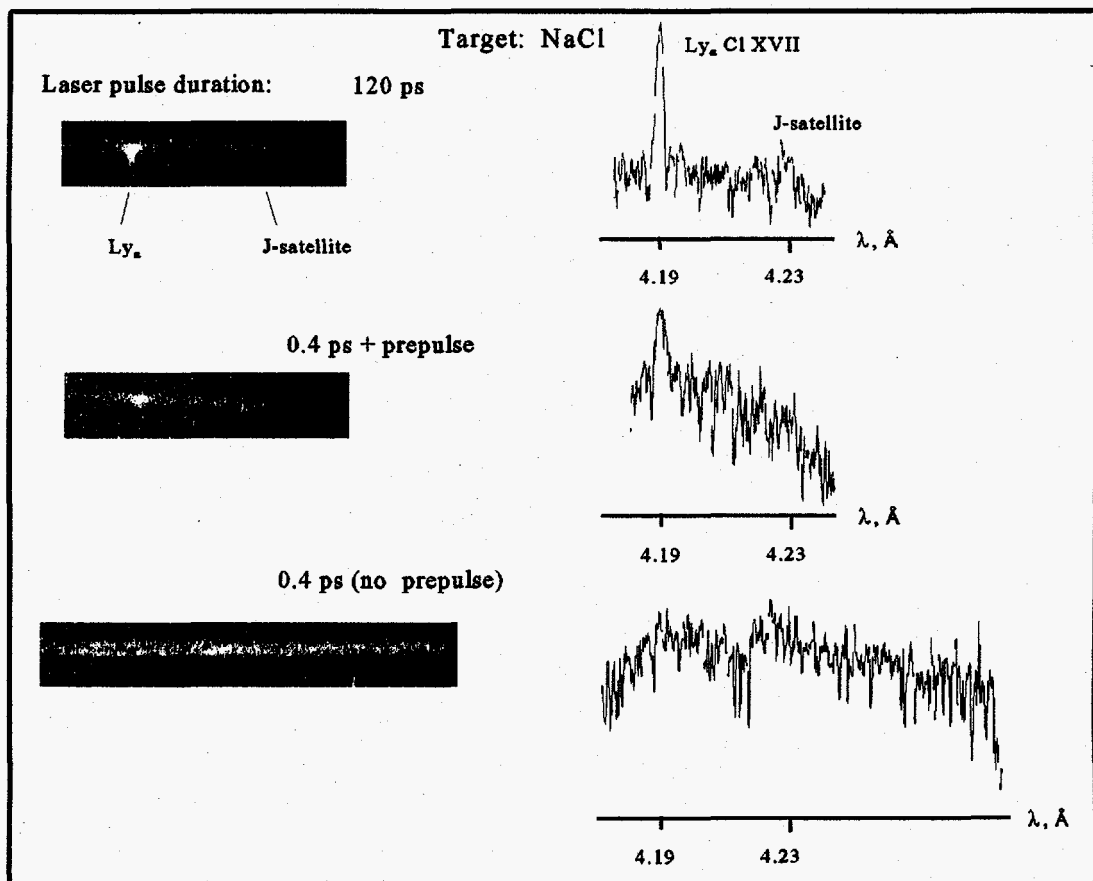 Target: NaCl
Lyα Cl XVII
Laser pulse duration: 120 ps
J-satellite
Lyα
J-satellite
λ, Å
4.19 4.23
0.4 ps + prepulse
λ, Å
4.19 4.23
0.4 ps (no prepulse)
λ, Å
4.19 4.23